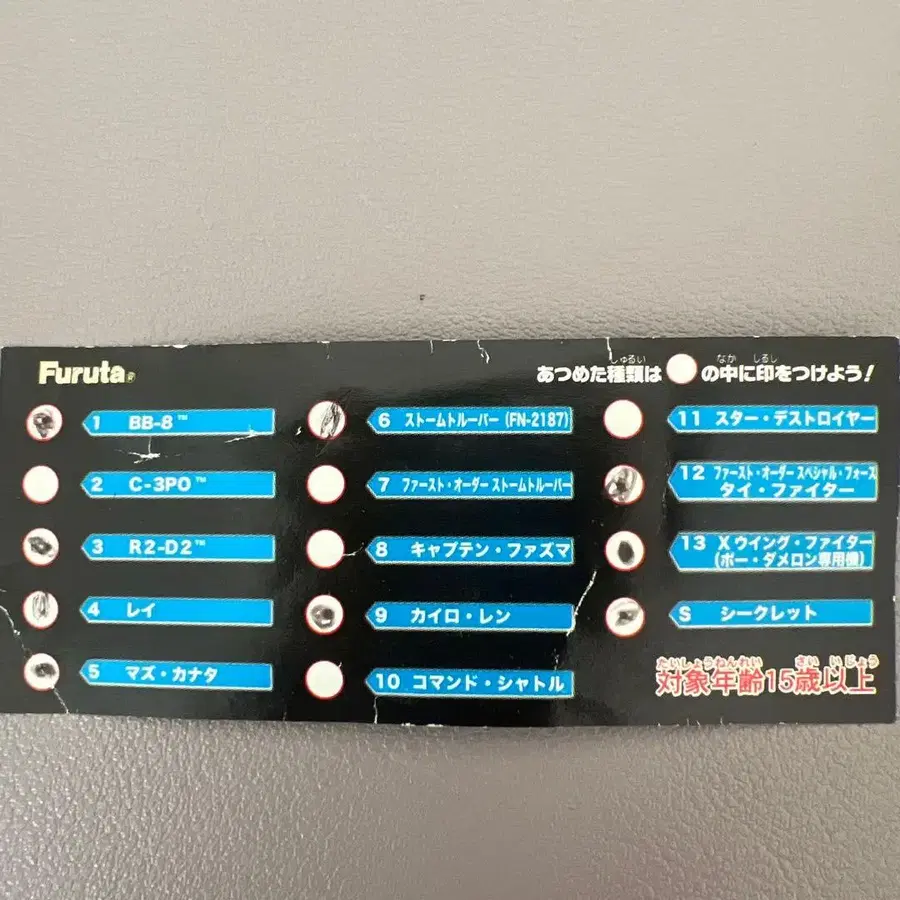 Furuta®
あつめた種類は○の中に印をつけよう!
しゅるい なか しるし
1 BB-8™
2 C-3PO™
3 R2-D2™
4 レイ
5 マズ・カナタ
6 ストームトルーパー (FN-2187)
7 ファースト・オーダー ストームトルーパー
8 キャプテン・ファズマ
9 カイロ・レン
10 コマンド・シャトル
11 スター・デストロイヤー
12 ファースト・オーダー スペシャル・フォース
タイ・ファイター
13 Xウイング・ファイター
(ポー・ダメロン専用機)
S シークレット
たいしょうねんれい さい いじょう
対象年齢15歳以上